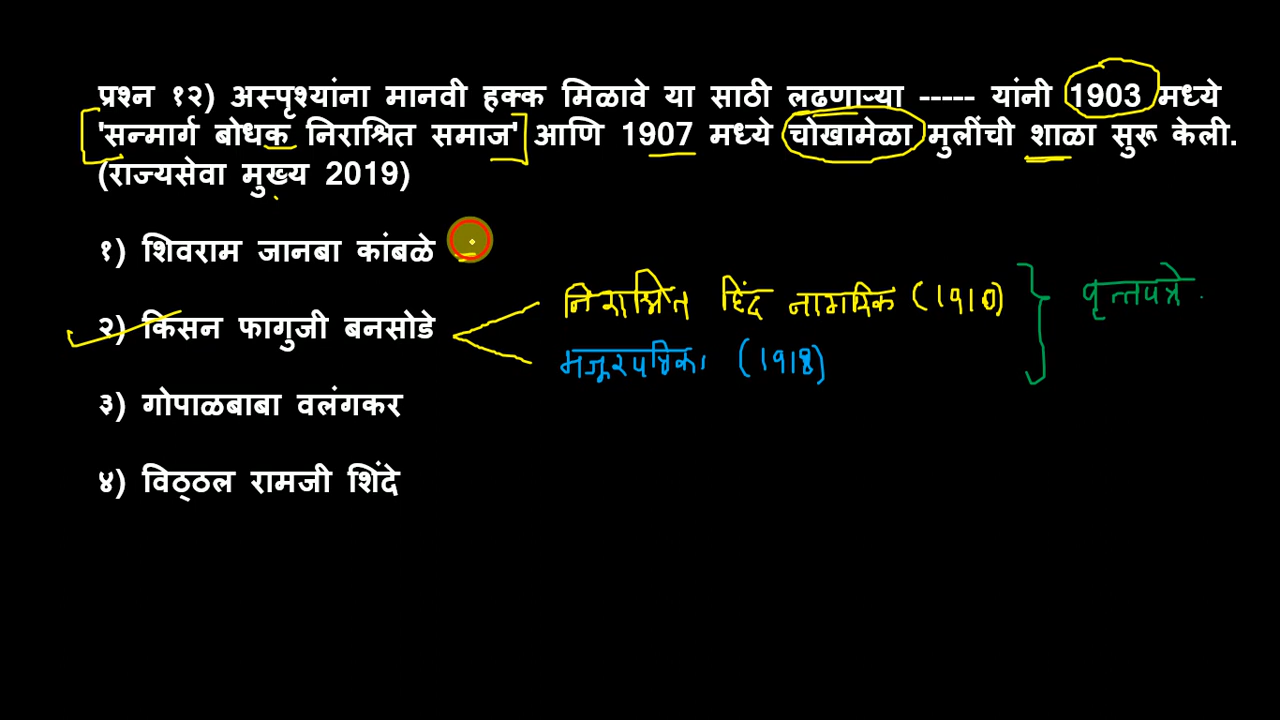 प्रश्न १२) अस्पृश्यांना मानवी हक्क मिळावे या साठी लढणाऱ्या ----- यांनी 1903 मध्ये
'सन्मार्ग बोधक निराश्रित समाज' आणि 1907 मध्ये चोखामेळा मुलींची शाळा सुरू केली.
(राज्यसेवा मुख्य 2019)
१) शिवराम जानबा कांबळे
२) किसन फागुजी बनसोडे
निराश्रित हिंद नागरिक (1910)
मजूरपत्रिका (1918)
वृत्तपत्रे
३) गोपाळबाबा वलंगकर
४) विठ्ठल रामजी शिंदे